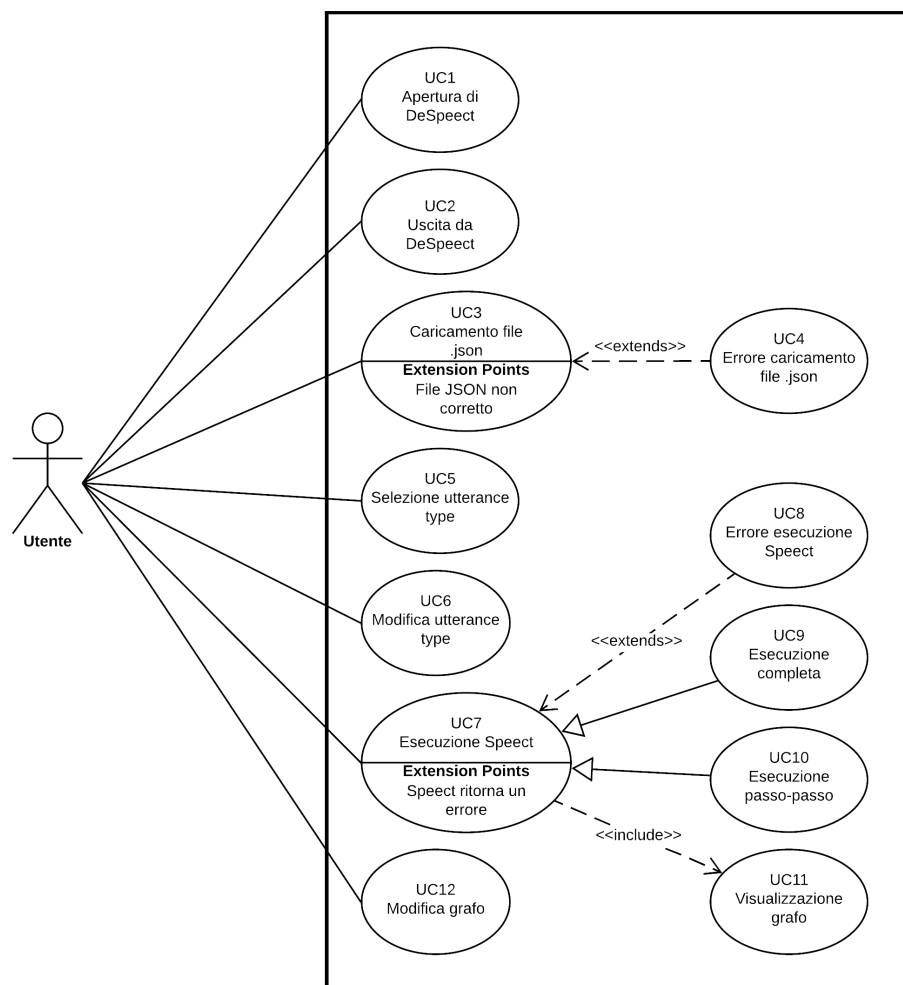 UC1
Apertura di
DeSpeect
UC2
Uscita da
DeSpeect
UC3
Caricamento file
.json
Extension Points
File JSON non
corretto
<<extends>>
UC4
Errore caricamento
file .json
Utente
UC5
Selezione utterance
type
UC8
Errore esecuzione
Speect
UC6
Modifica utterance
type
<<extends>>
UC9
Esecuzione
completa
UC7
Esecuzione Speect
Extension Points
Speect ritorna un
errore
UC10
Esecuzione
passo-passo
<<include>>
UC12
Modifica grafo
UC11
Visualizzazione
grafo